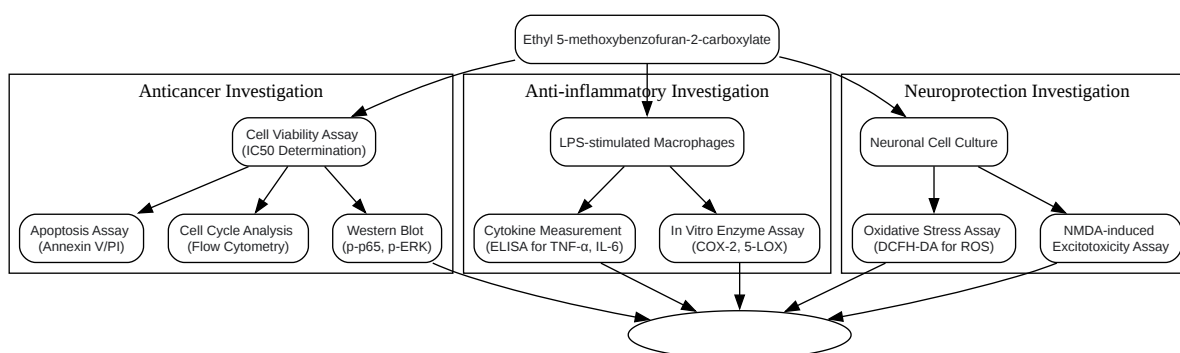 Ethyl 5-methoxybenzofuran-2-carboxylate
Anticancer Investigation
Anti-inflammatory Investigation
Neuroprotection Investigation
Cell Viability Assay
(IC50 Determination)
LPS-stimulated Macrophages
Neuronal Cell Culture
Apoptosis Assay
(Annexin V/PI)
Cell Cycle Analysis
(Flow Cytometry)
Western Blot
(p-p65, p-ERK)
Cytokine Measurement
(ELISA for TNF-α, IL-6)
In Vitro Enzyme Assay
(COX-2, 5-LOX)
Oxidative Stress Assay
(DCFH-DA for ROS)
NMDA-induced
Excitotoxicity Assay